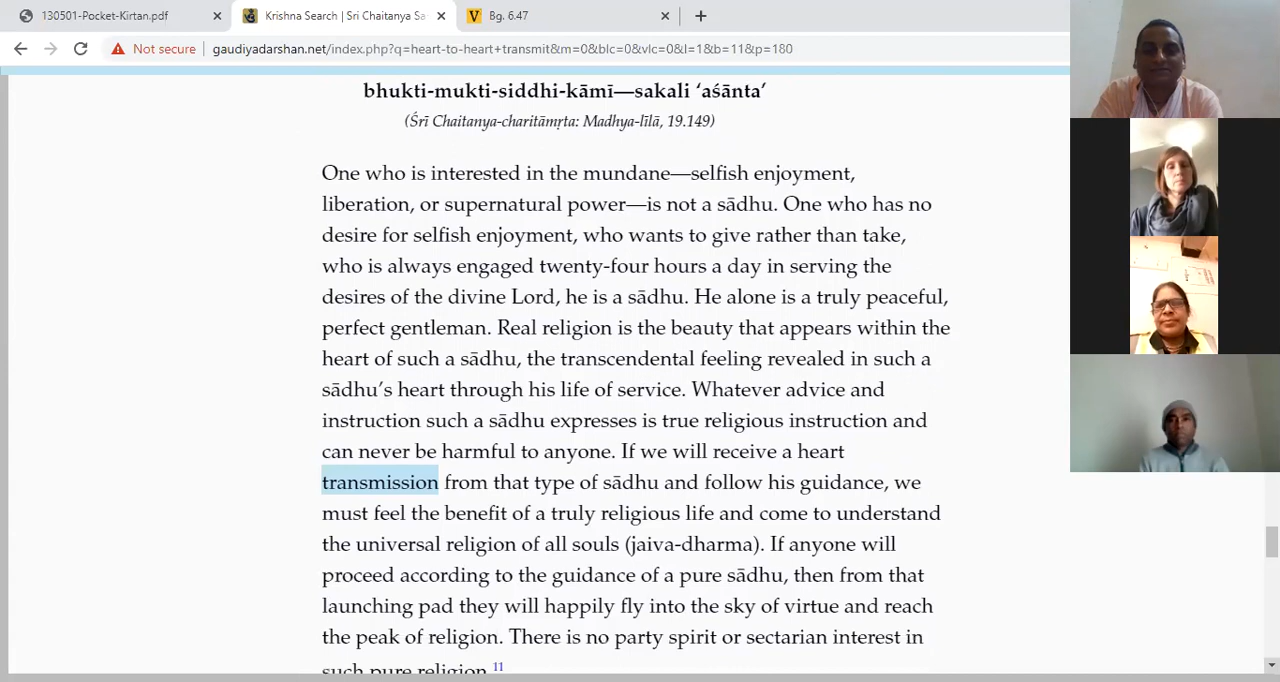 130501-Pocket-Kirtan.pdf
Krishna Search | Sri Chaitanya Sa
Bg. 6.47
Not secure
gaudiyadarshan.net/index.php?q=heart-to-heart+transmit&m=0&blc=0&vlc=0&l=1&b=11&p=180
bhukti-mukti-siddhi-kāmī—sakali ‘aśānta’
(Śrī Chaitanya-charitāmṛta: Madhya-līlā, 19.149)
One who is interested in the mundane—selfish enjoyment,
liberation, or supernatural power—is not a sādhu. One who has no
desire for selfish enjoyment, who wants to give rather than take,
who is always engaged twenty-four hours a day in serving the
desires of the divine Lord, he is a sādhu. He alone is a truly peaceful,
perfect gentleman. Real religion is the beauty that appears within the
heart of such a sādhu, the transcendental feeling revealed in such a
sādhu’s heart through his life of service. Whatever advice and
instruction such a sādhu expresses is true religious instruction and
can never be harmful to anyone. If we will receive a heart
transmission from that type of sādhu and follow his guidance, we
must feel the benefit of a truly religious life and come to understand
the universal religion of all souls (jaiva-dharma). If anyone will
proceed according to the guidance of a pure sādhu, then from that
launching pad they will happily fly into the sky of virtue and reach
the peak of religion. There is no party spirit or sectarian interest in
such pure religion.11